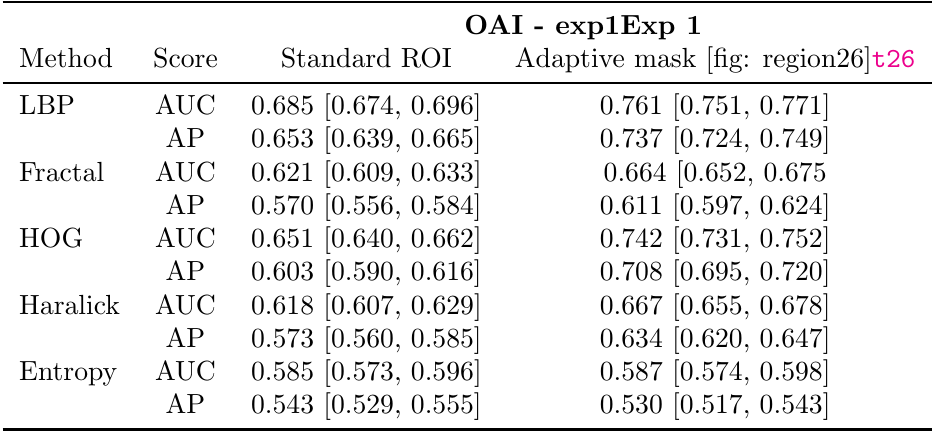 OAI - exp1Exp 1
Method Score Standard ROI Adaptive mask [fig: region26]t26
LBP AUC 0.685 [0.674, 0.696] 0.761 [0.751, 0.771]
AP 0.653 [0.639, 0.665] 0.737 [0.724, 0.749]
Fractal AUC 0.621 [0.609, 0.633] 0.664 [0.652, 0.675
AP 0.570 [0.556, 0.584] 0.611 [0.597, 0.624]
HOG AUC 0.651 [0.640, 0.662] 0.742 [0.731, 0.752]
AP 0.603 [0.590, 0.616] 0.708 [0.695, 0.720]
Haralick AUC 0.618 [0.607, 0.629] 0.667 [0.655, 0.678]
AP 0.573 [0.560, 0.585] 0.634 [0.620, 0.647]
Entropy AUC 0.585 [0.573, 0.596] 0.587 [0.574, 0.598]
AP 0.543 [0.529, 0.555] 0.530 [0.517, 0.543]